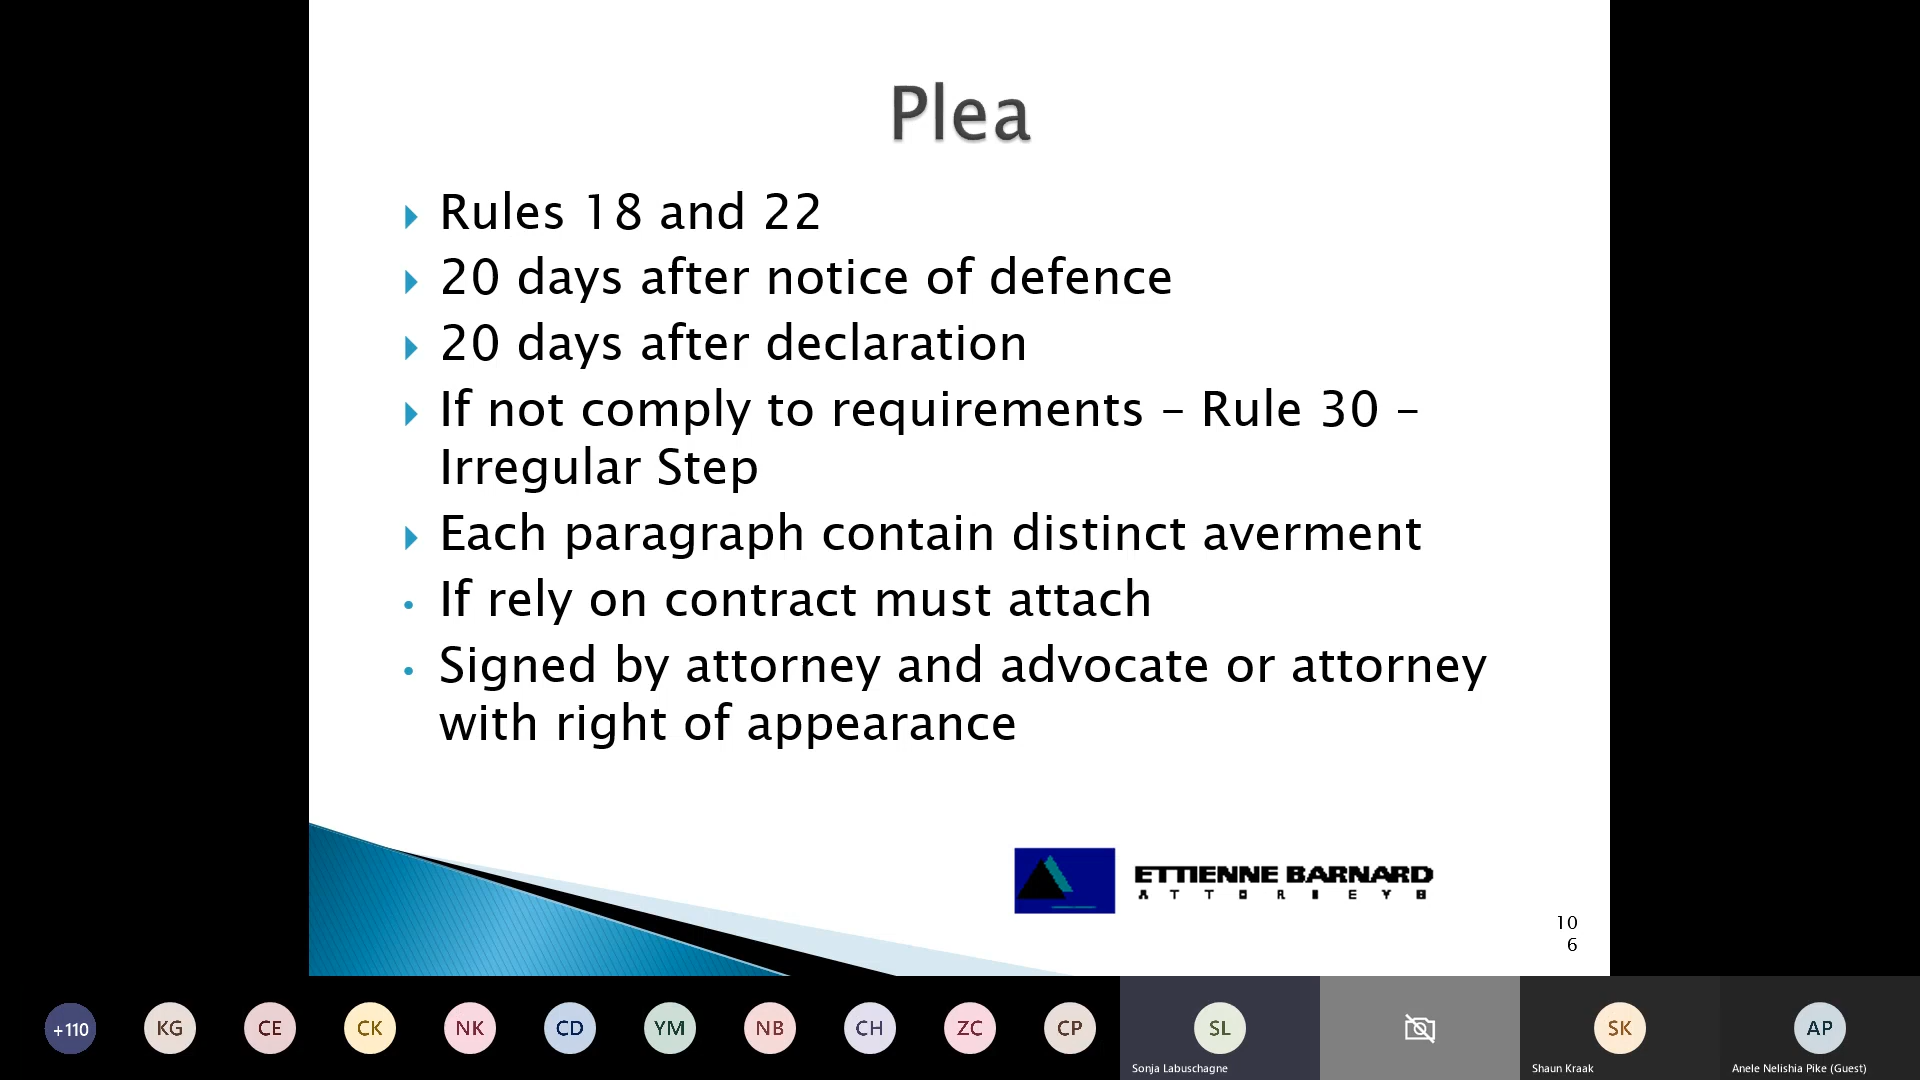 Plea
Rules 18 and 22
20 days after notice of defence
20 days after declaration
If not comply to requirements – Rule 30 –
Irregular Step
Each paragraph contain distinct averment
If rely on contract must attach
Signed by attorney and advocate or attorney
with right of appearance
ETTIENNE BARNARD
ATTORNEYS
10
6
+110
KG
CE
CK
NK
CD
YM
NB
CH
ZC
CP
SL
SK
AP
Sonja Labuschagne
Shaun Kraak
Anele Nelishia Pike (Guest)